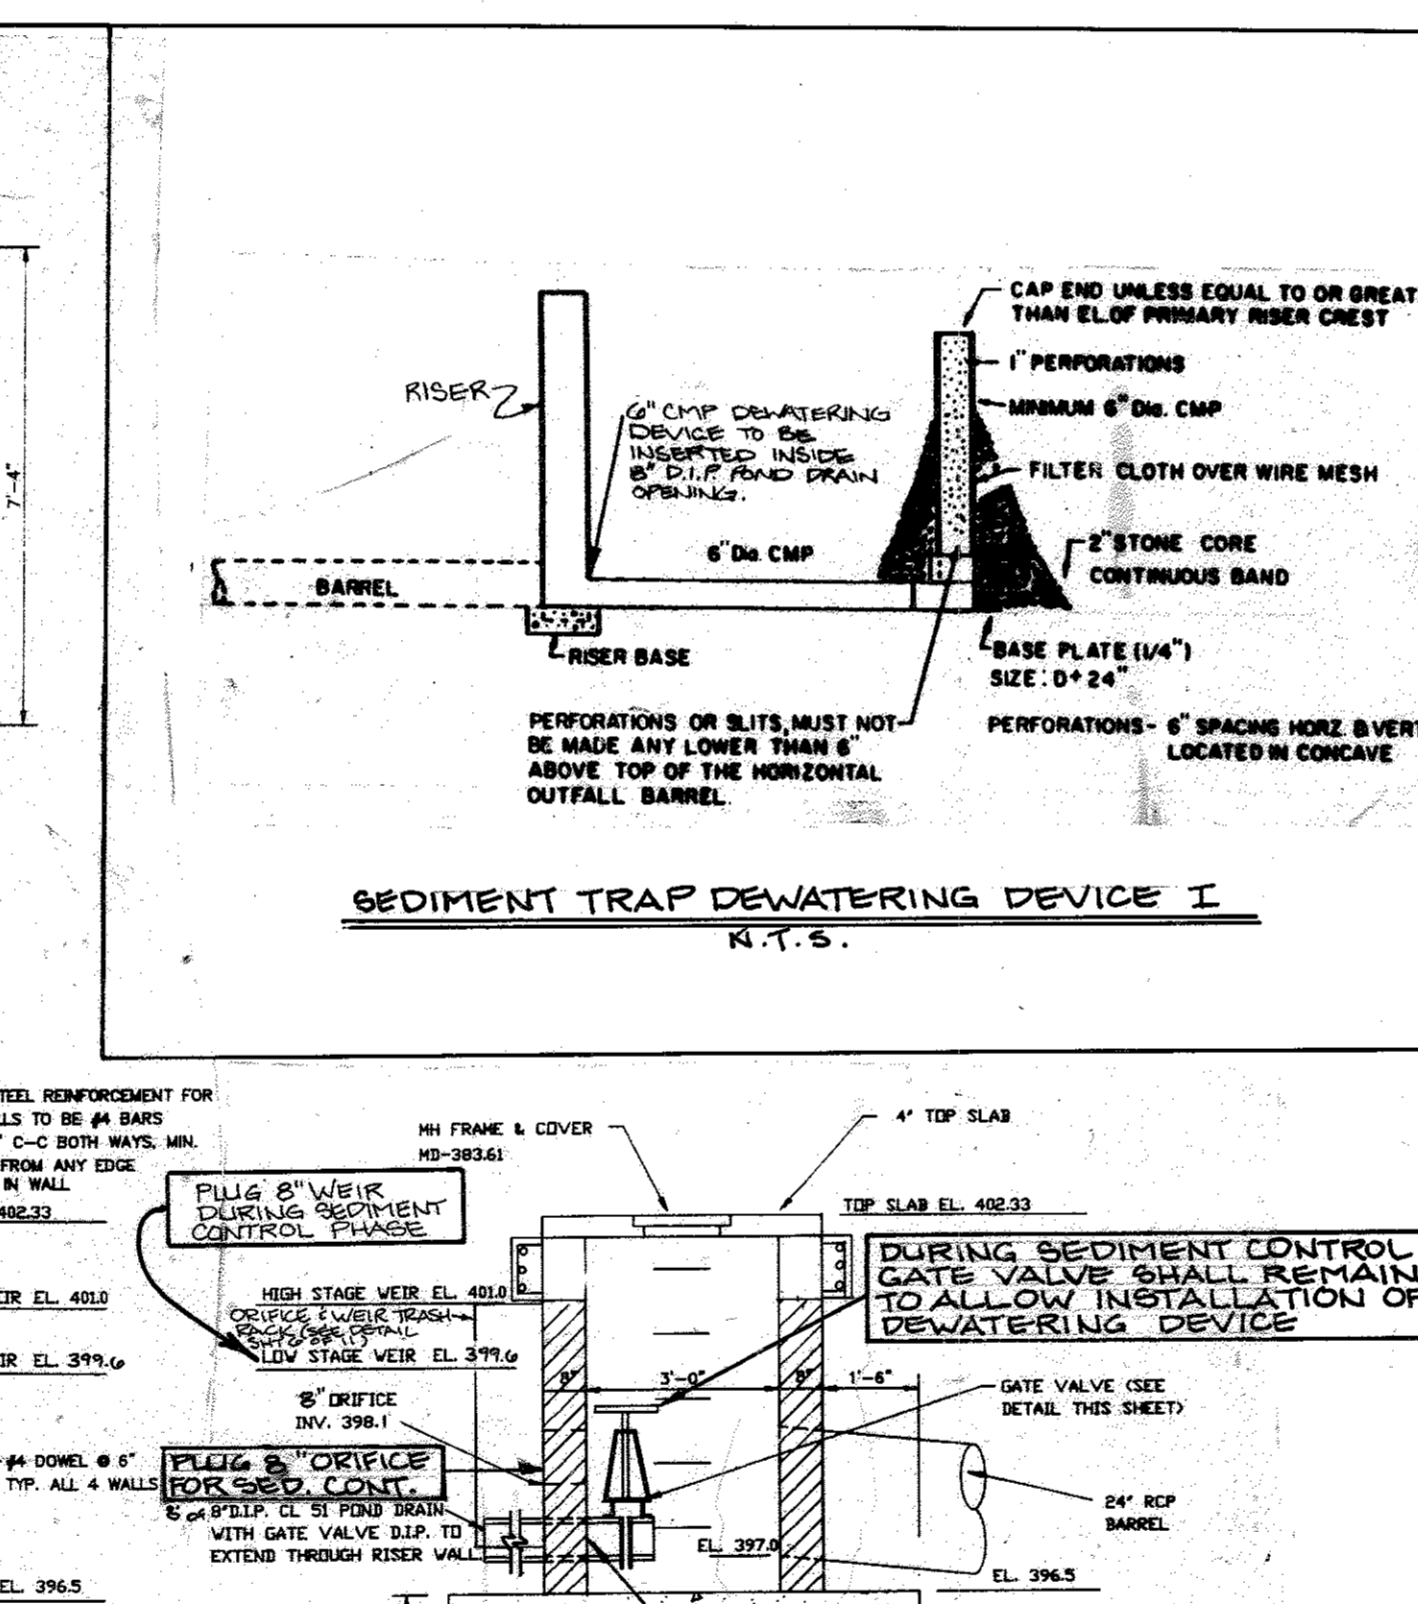 7'-4"
CAP END UNLESS EQUAL TO OR GREAT
THAN EL.OF PRIMARY RISER CREST
1" PERFORATIONS
MINIMUM 6" Dia. CMP
FILTER CLOTH OVER WIRE MESH
2" STONE CORE
CONTINUOUS BAND
RISER
6" CMP DEWATERING
DEVICE TO BE
INSERTED INSIDE
8" D.I.P. POND DRAIN
OPENING.
6" Dia. CMP
BARREL
RISER BASE
BASE PLATE (1/4")
SIZE: D+24"
PERFORATIONS OR SLITS, MUST NOT
BE MADE ANY LOWER THAN 6"
ABOVE TOP OF THE HORIZONTAL
OUTFALL BARREL.
PERFORATIONS- 6" SPACING HORZ. & VERT
LOCATED IN CONCAVE
SEDIMENT TRAP DEWATERING DEVICE I
N.T.S.
TEEL REINFORCEMENT FOR
LS TO BE #4 BARS
" C-C BOTH WAYS, MIN.
FROM ANY EDGE
IN WALL
402.33
EIR EL. 401.0
IR EL. 399.6
#4 DOWEL @ 6"
TYP. ALL 4 WALLS
EL. 396.5
PLUG 8" WEIR
DURING SEDIMENT
CONTROL PHASE
MH FRAME & COVER
MD-383.61
4" TOP SLAB
TOP SLAB EL. 402.33
DURING SEDIMENT CONTROL
GATE VALVE SHALL REMAIN
TO ALLOW INSTALLATION OF
DEWATERING DEVICE
HIGH STAGE WEIR EL. 401.0
ORIFICE & WEIR TRASH
RACK (SEE DETAIL
SHT 6 OF 11)
LOW STAGE WEIR EL. 399.6
8" 3'-0" 8" 1'-6"
8" ORIFICE
INV. 398.1
GATE VALVE (SEE
DETAIL THIS SHEET)
PLUG 8" ORIFICE
FOR SED. CONT.
8' of 8" D.I.P. CL 51 POND DRAIN
WITH GATE VALVE D.I.P. TO
EXTEND THROUGH RISER WALL
24" RCP
BARREL
EL. 397.0
EL. 396.5